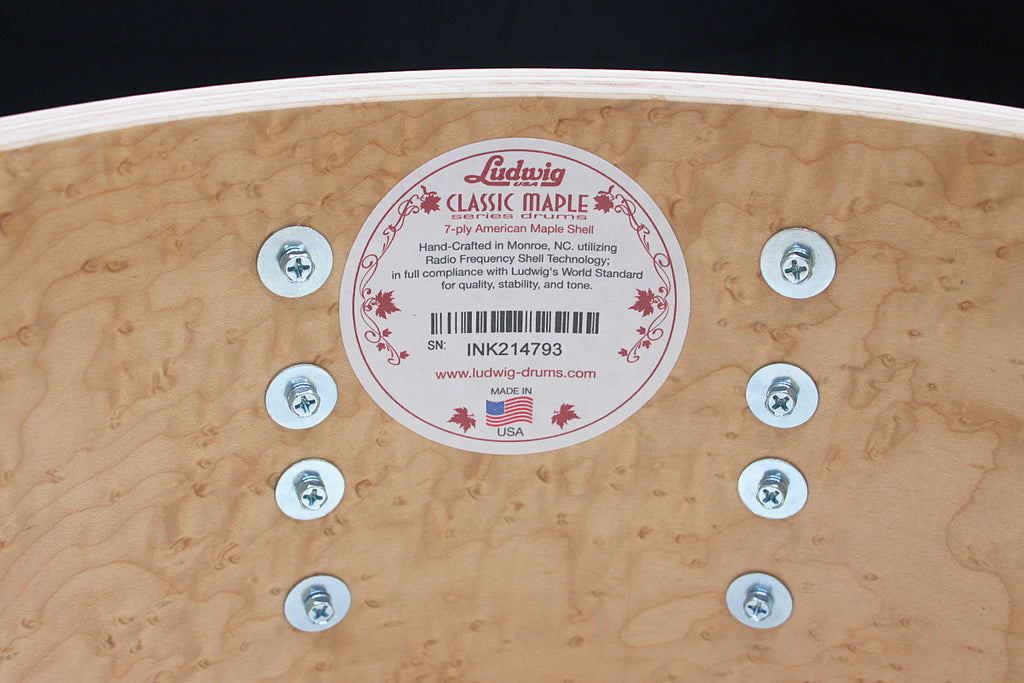 Ludwig
USA
CLASSIC MAPLE
series drums
7-ply American Maple Shell
Hand-Crafted in Monroe, NC. utilizing
Radio Frequency Shell Technology;
in full compliance with Ludwig's World Standard
for quality, stability, and tone.
SN: INK214793
www.ludwig-drums.com
MADE IN
USA